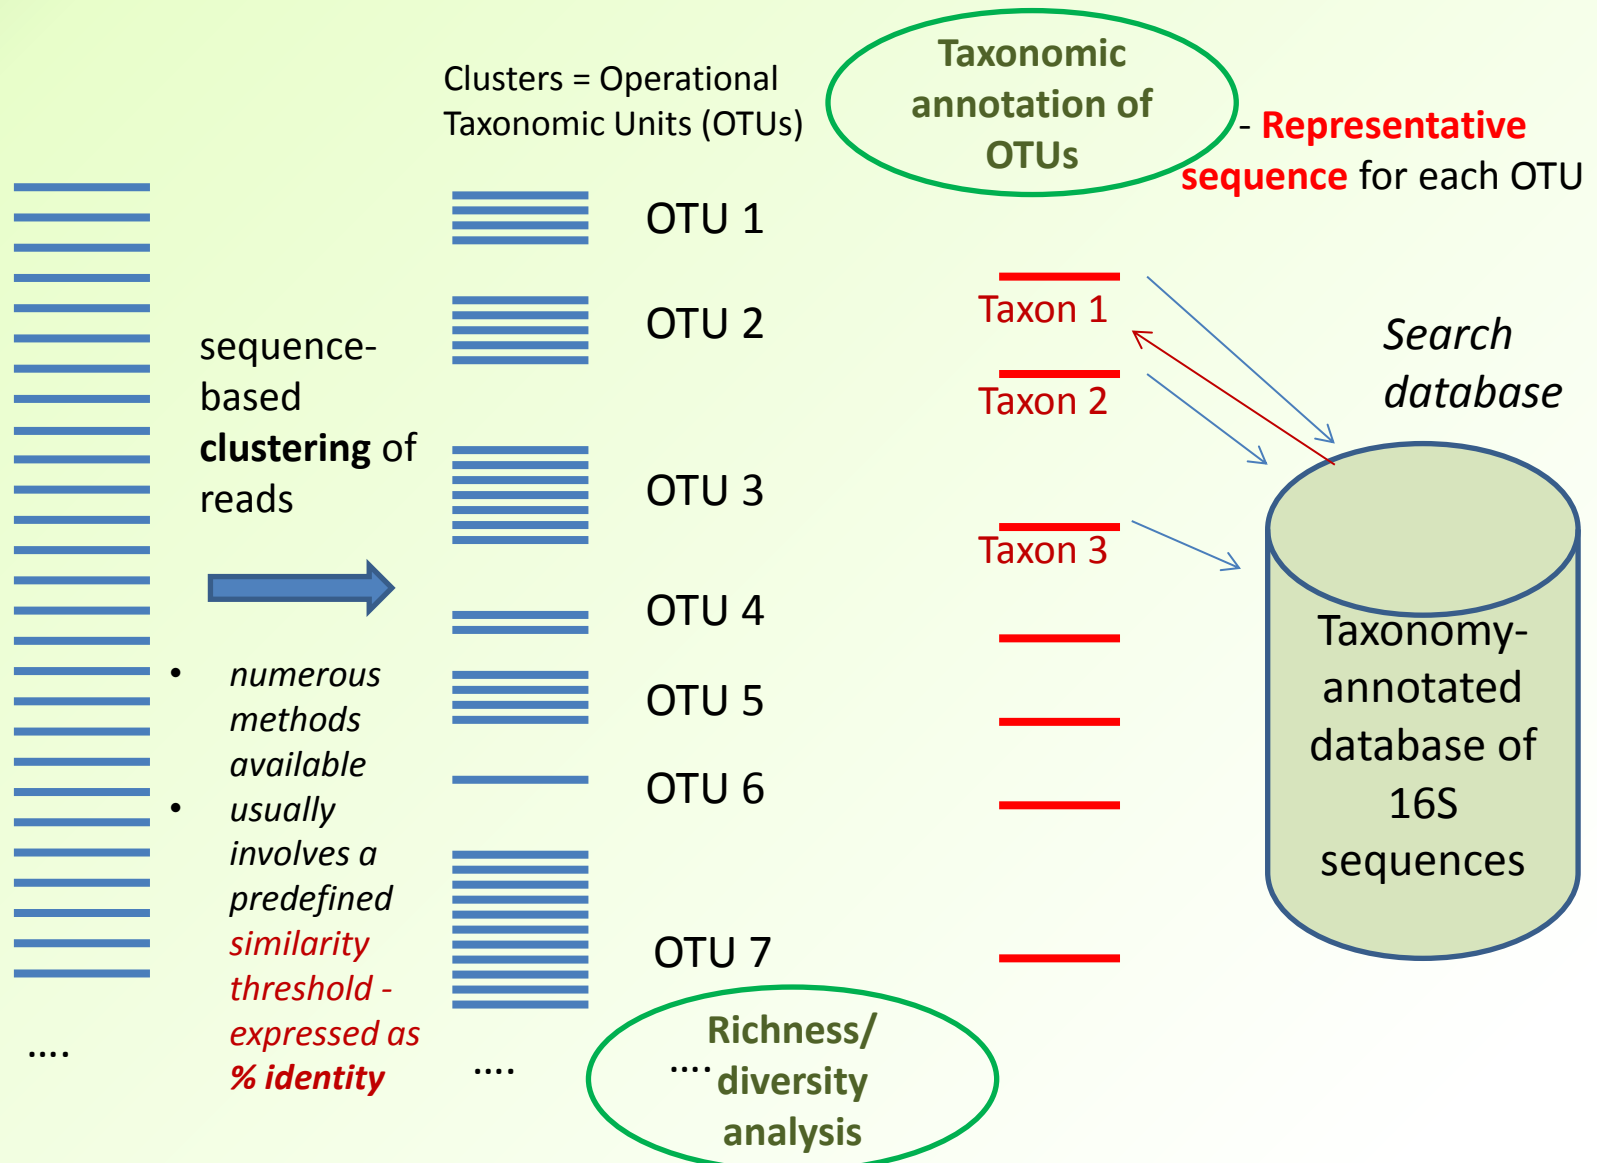 Clusters = Operational
Taxonomic Units (OTUs)
Taxonomic
annotation of
OTUs
- Representative
sequence for each OTU
sequence-
based
clustering of
reads
• numerous
methods
available
• usually
involves a
predefined
similarity
threshold -
expressed as
% identity
....
OTU 1
OTU 2
OTU 3
OTU 4
OTU 5
OTU 6
OTU 7
....
....
Richness/
diversity
analysis
Taxon 1
Taxon 2
Taxon 3
Search
database
Taxonomy-
annotated
database of
16S
sequences